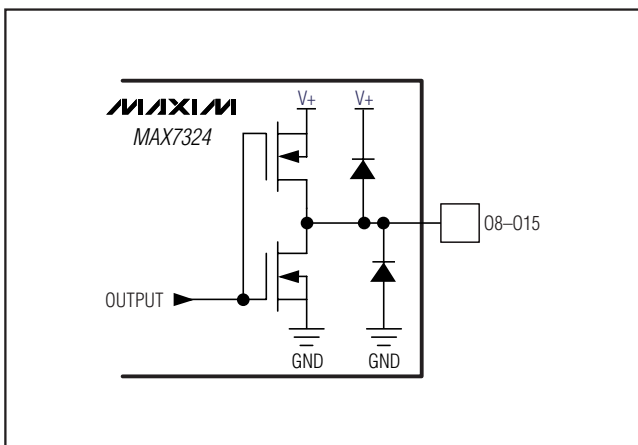 MAXIM
MAX7324
V+
V+
OUTPUT
O8–O15
GND
GND